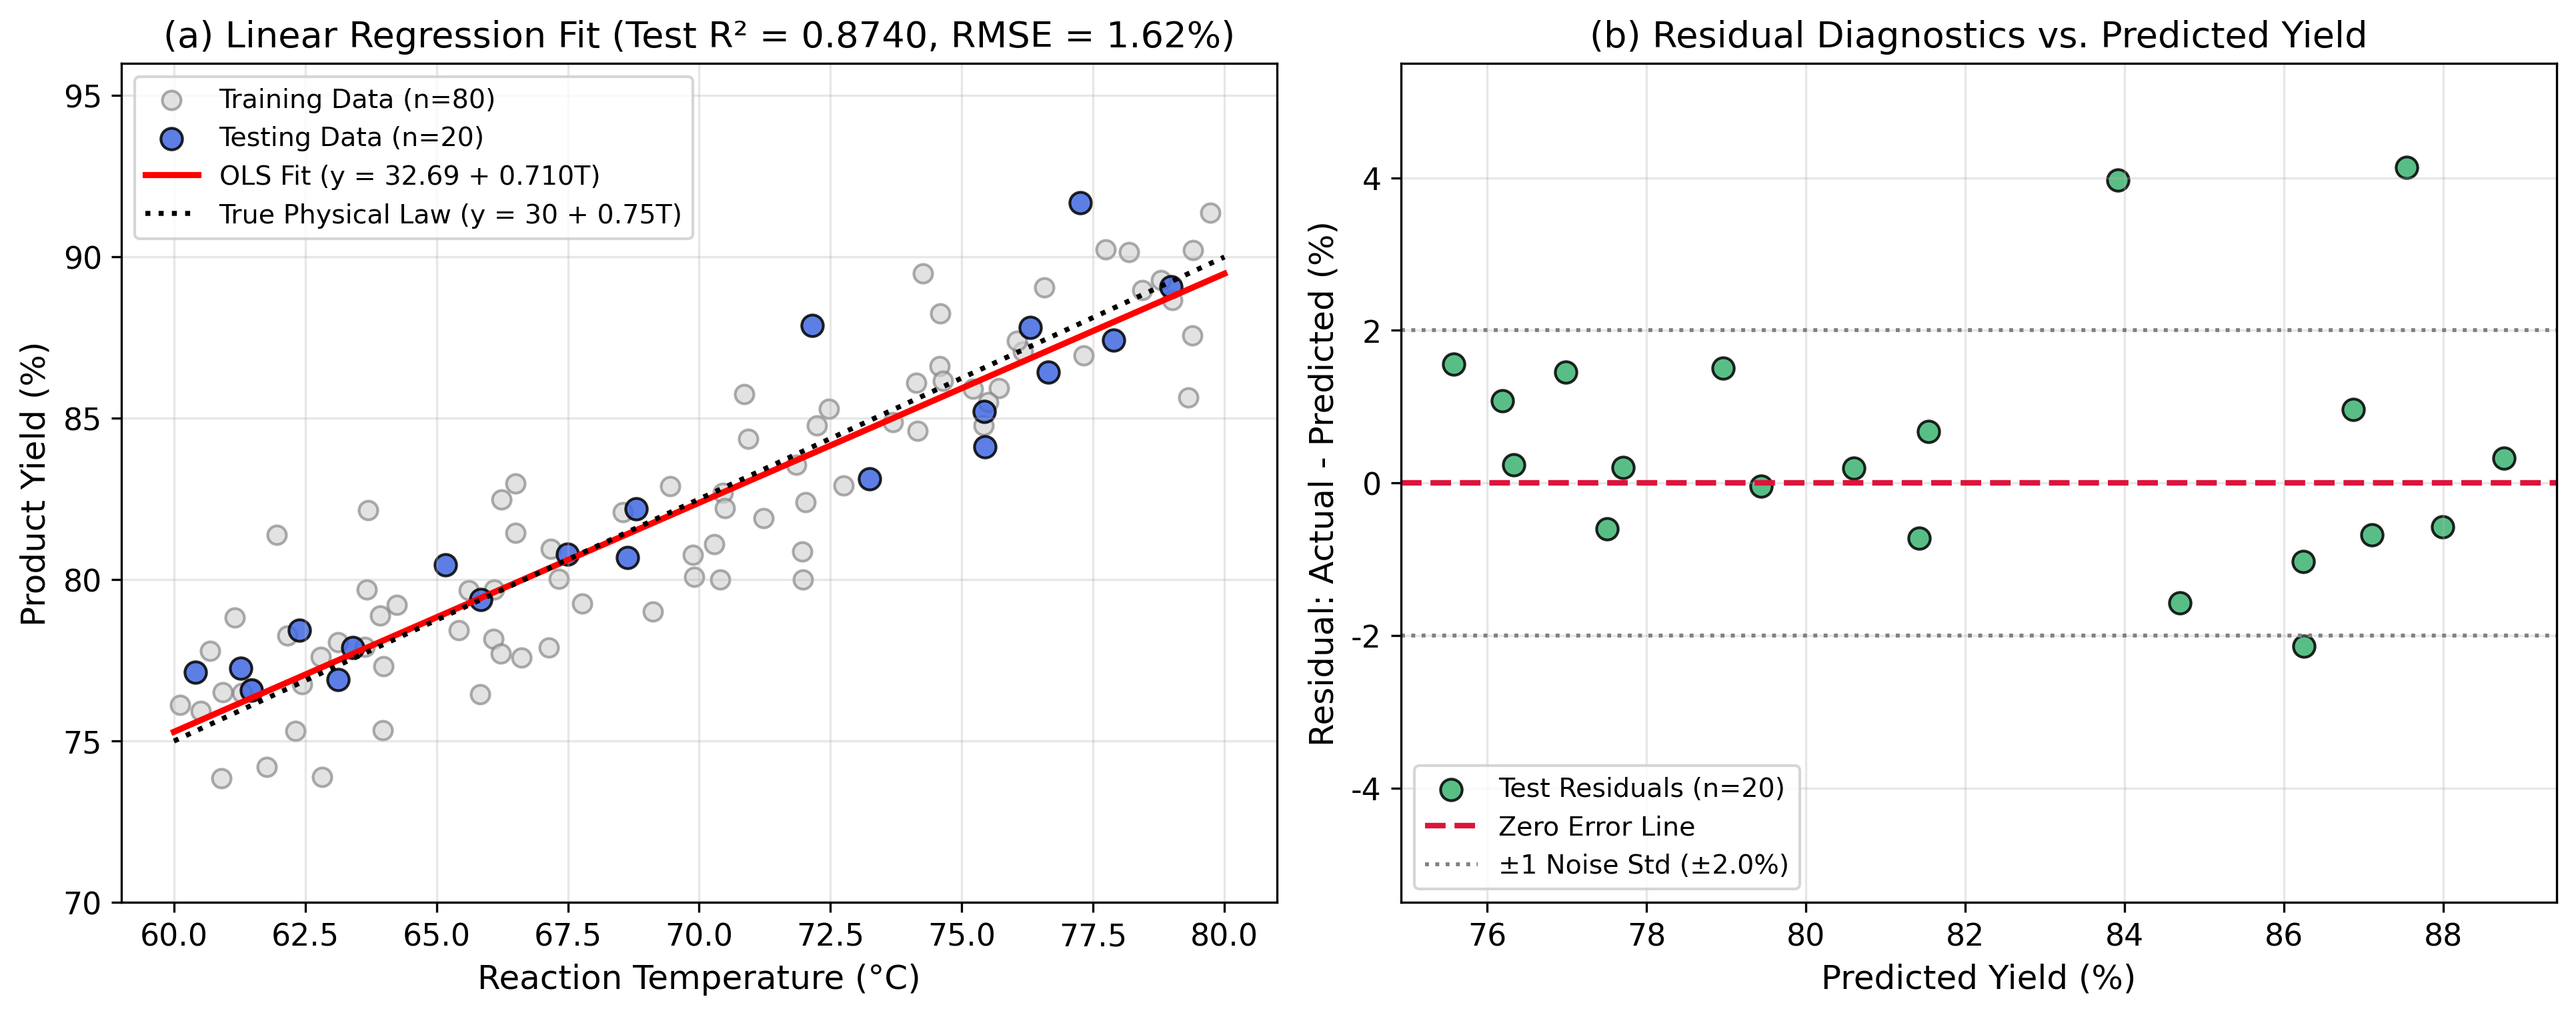 (a) Linear Regression Fit (Test R² = 0.8740, RMSE = 1.62%)
Training Data (n=80)
Testing Data (n=20)
OLS Fit (y = 32.69 + 0.710T)
True Physical Law (y = 30 + 0.75T)
Product Yield (%)
95
90
85
80
75
70
60.0 62.5 65.0 67.5 70.0 72.5 75.0 77.5 80.0
Reaction Temperature (°C)
(b) Residual Diagnostics vs. Predicted Yield
Residual: Actual - Predicted (%)
4
2
0
-2
-4
Test Residuals (n=20)
Zero Error Line
±1 Noise Std (±2.0%)
76 78 80 82 84 86 88
Predicted Yield (%)